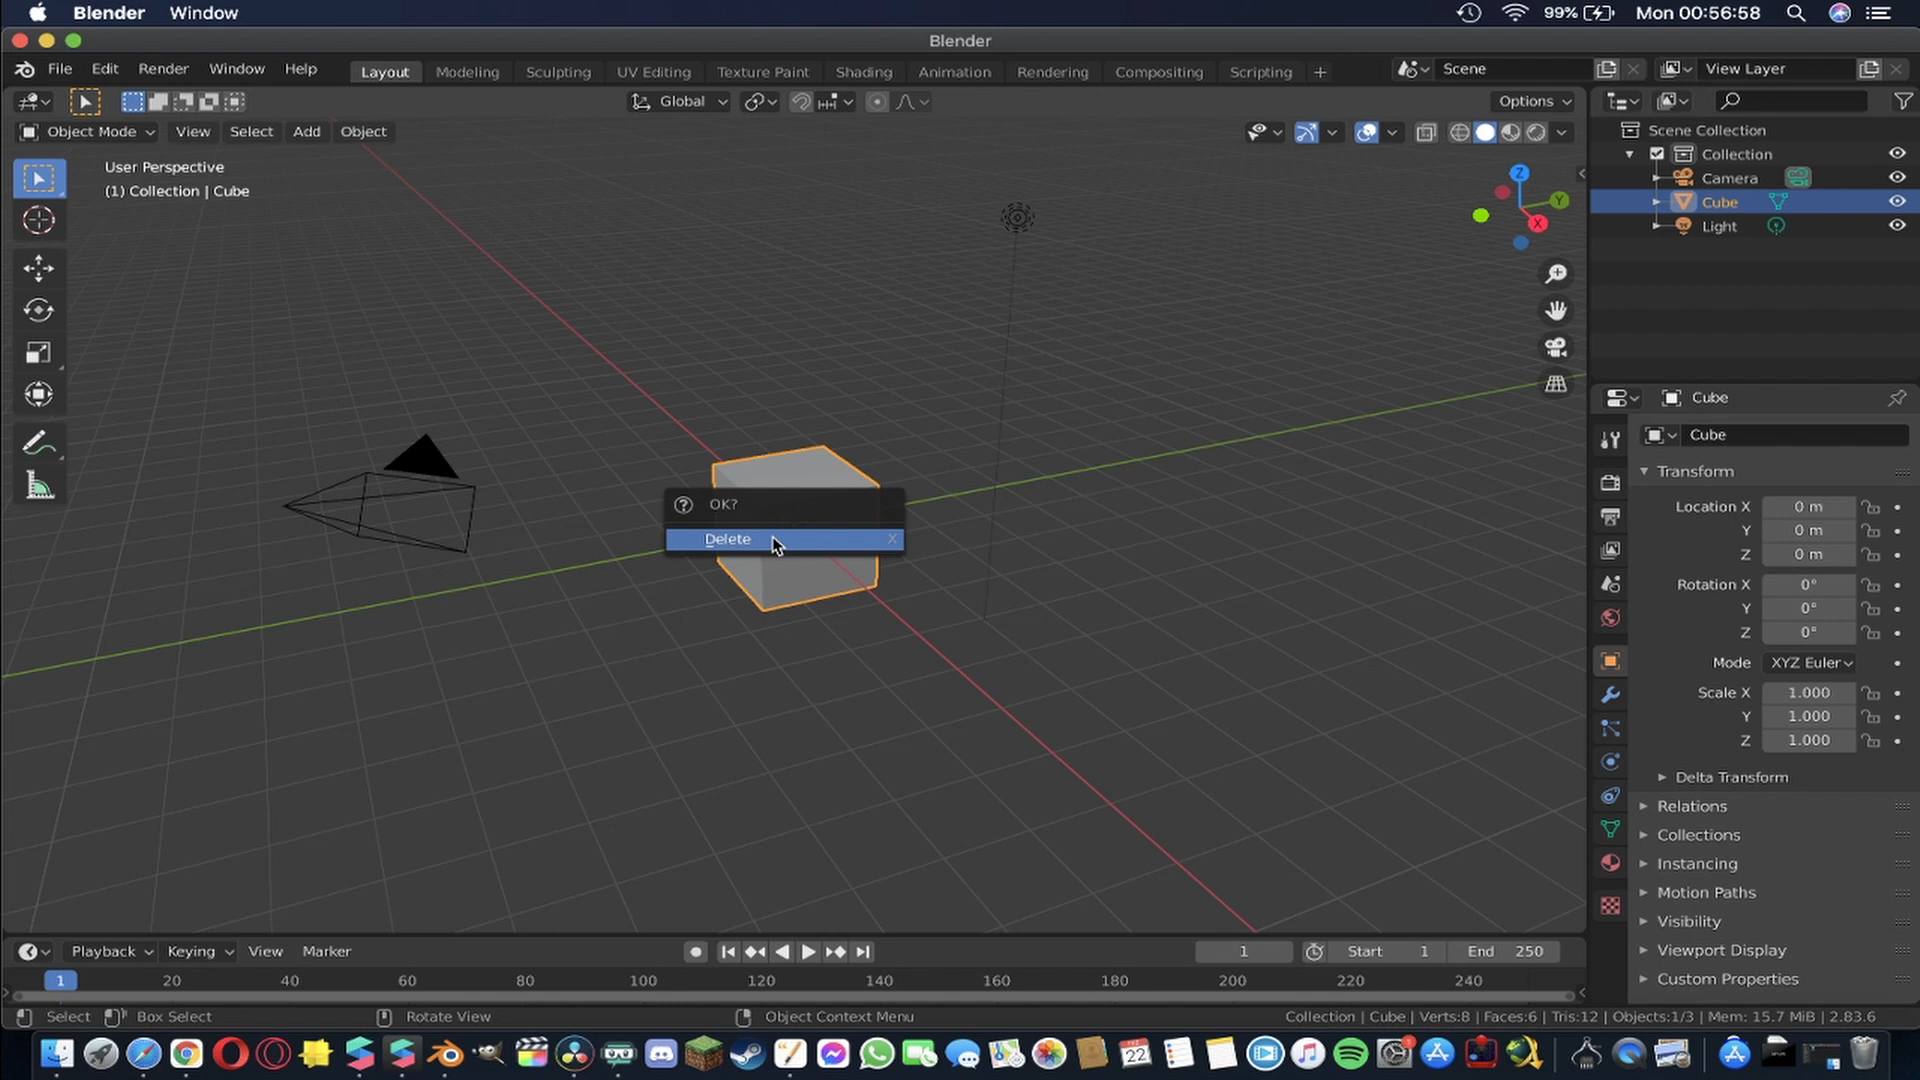 Blender Window 99% Mon 00:56:58
Blender
File Edit Render Window Help Layout Modeling Sculpting UV Editing Texture Paint Shading Animation Rendering Compositing Scripting + Scene View Layer
Global Options
Object Mode View Select Add Object
User Perspective
(1) Collection | Cube
Z
Y
X
OK?
Delete X
Scene Collection
Collection
Camera
Cube
Light
Cube
Cube
Transform
Location X 0 m
Y 0 m
Z 0 m
Rotation X 0°
Y 0°
Z 0°
Mode XYZ Euler
Scale X 1.000
Y 1.000
Z 1.000
Delta Transform
Relations
Collections
Instancing
Motion Paths
Visibility
Viewport Display
Custom Properties
Playback Keying View Marker 1 Start 1 End 250
1 20 40 60 80 100 120 140 160 180 200 220 240
Select Box Select Rotate View Object Context Menu Collection | Cube | Verts:8 | Faces:6 | Tris:12 | Objects:1/3 | Mem: 15.7 MiB | 2.83.6
22